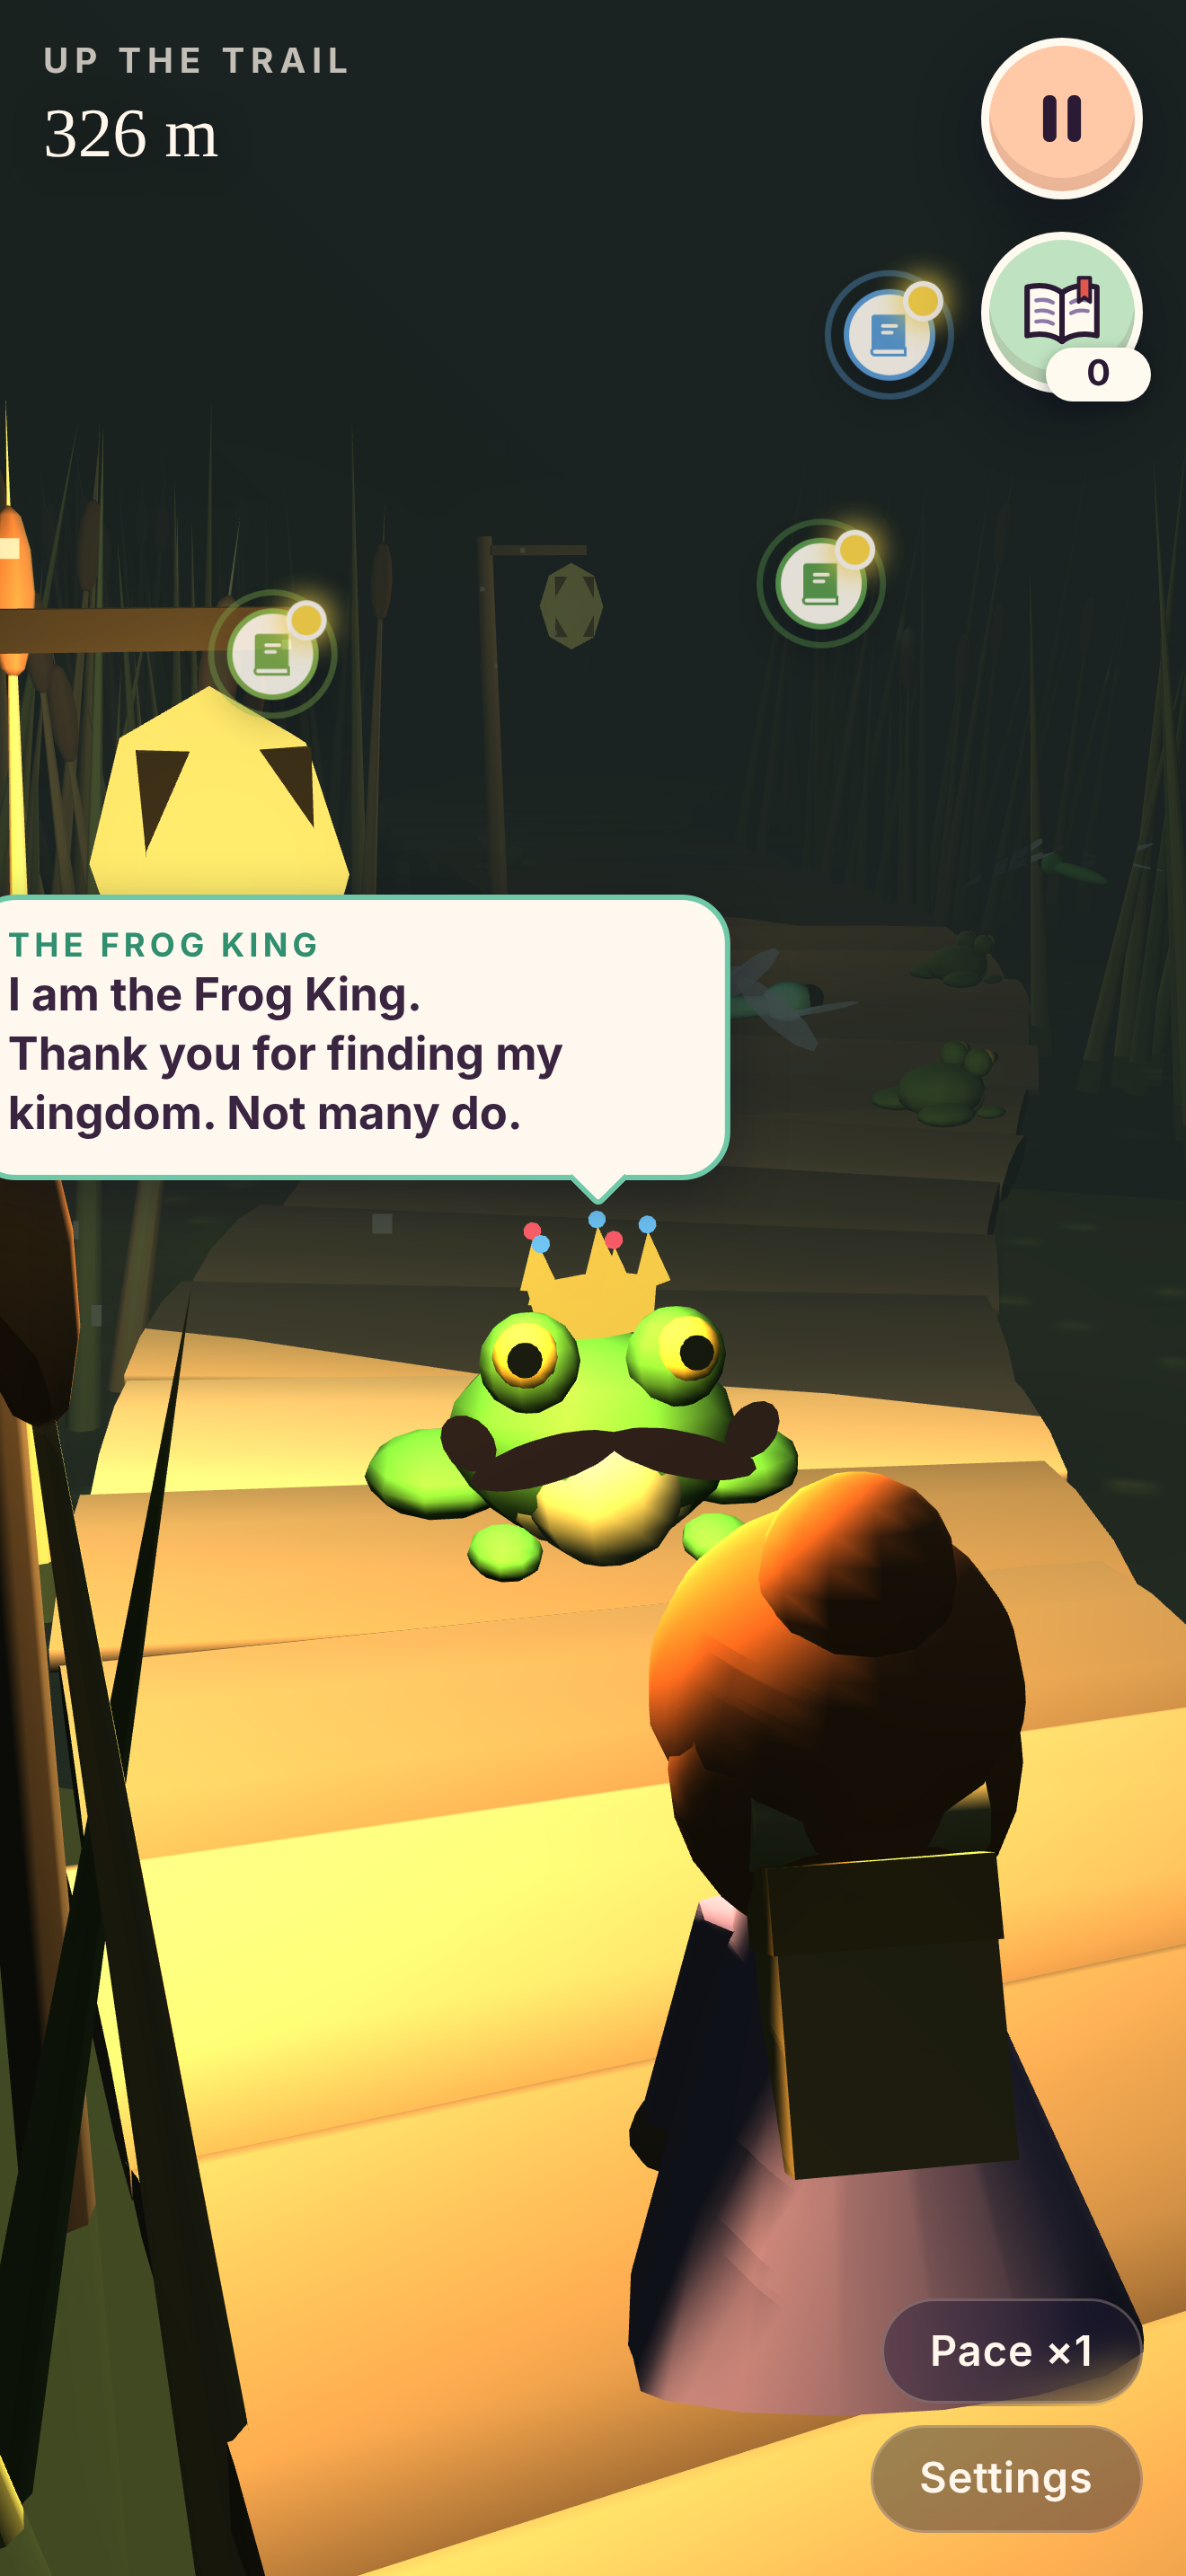 UP THE TRAIL
326 m
0
THE FROG KING
I am the Frog King.
Thank you for finding my
kingdom. Not many do.
Pace ×1
Settings